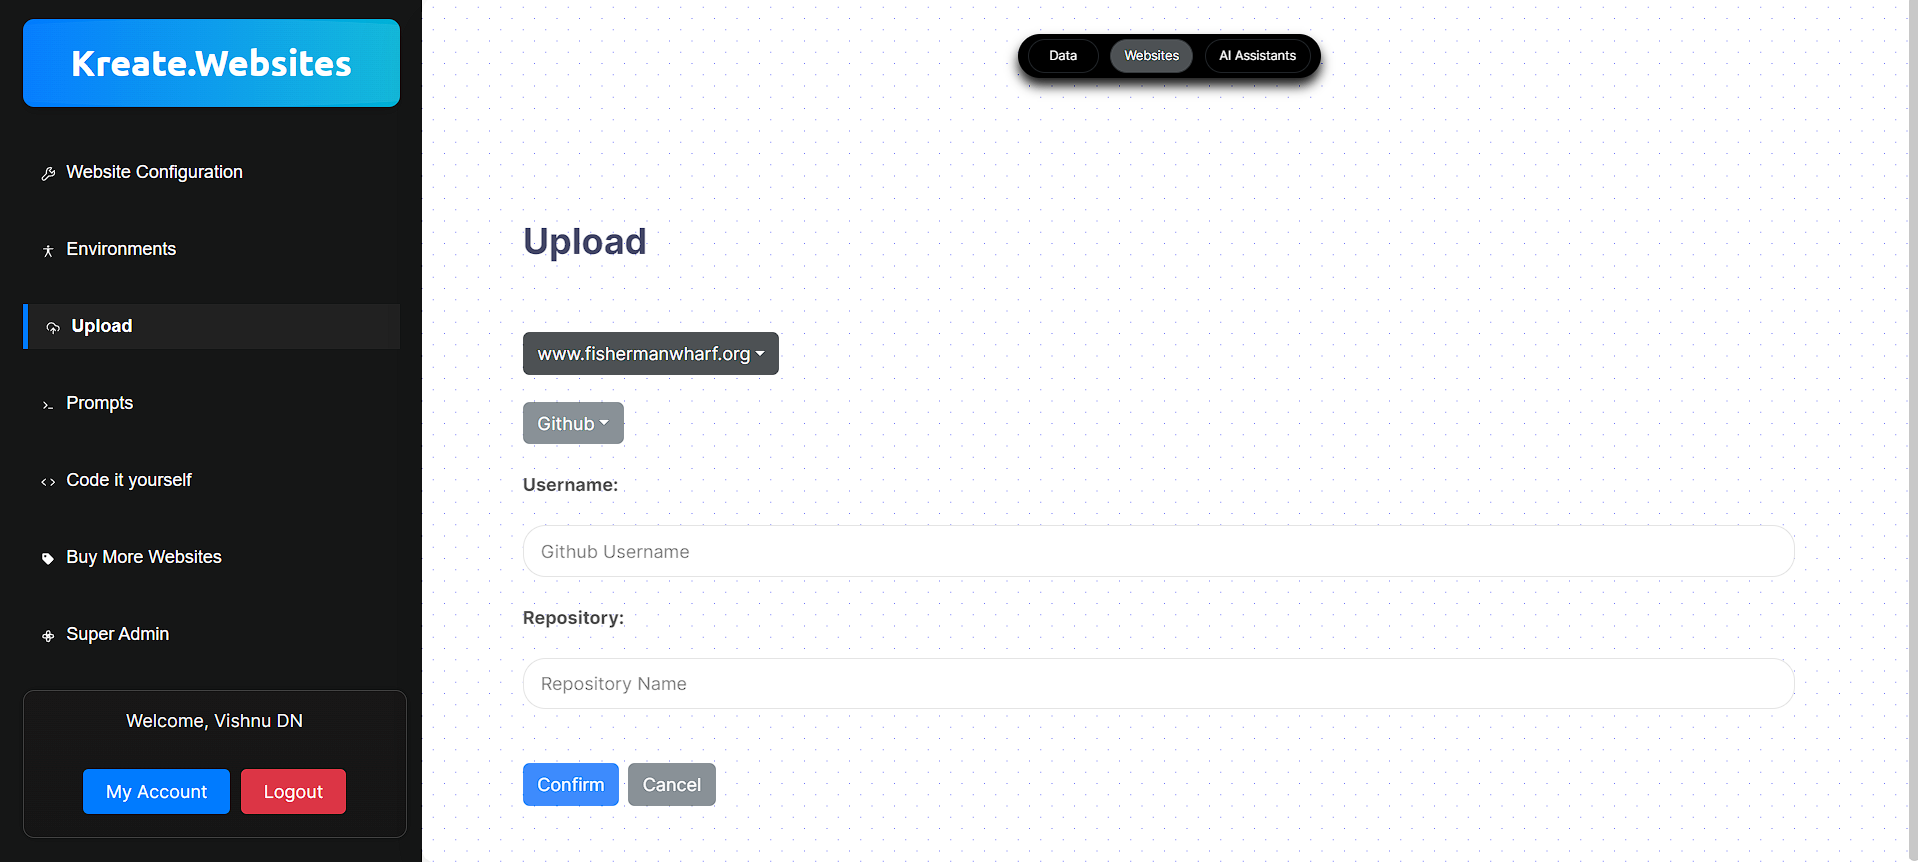 Kreate.Websites
Website Configuration
Environments
Upload
Prompts
Code it yourself
Buy More Websites
Super Admin
Welcome, Vishnu DN
My Account
Logout
Data
Websites
AI Assistants
Upload
www.fishermanwharf.org
Github
Username:
Github Username
Repository:
Repository Name
Confirm
Cancel